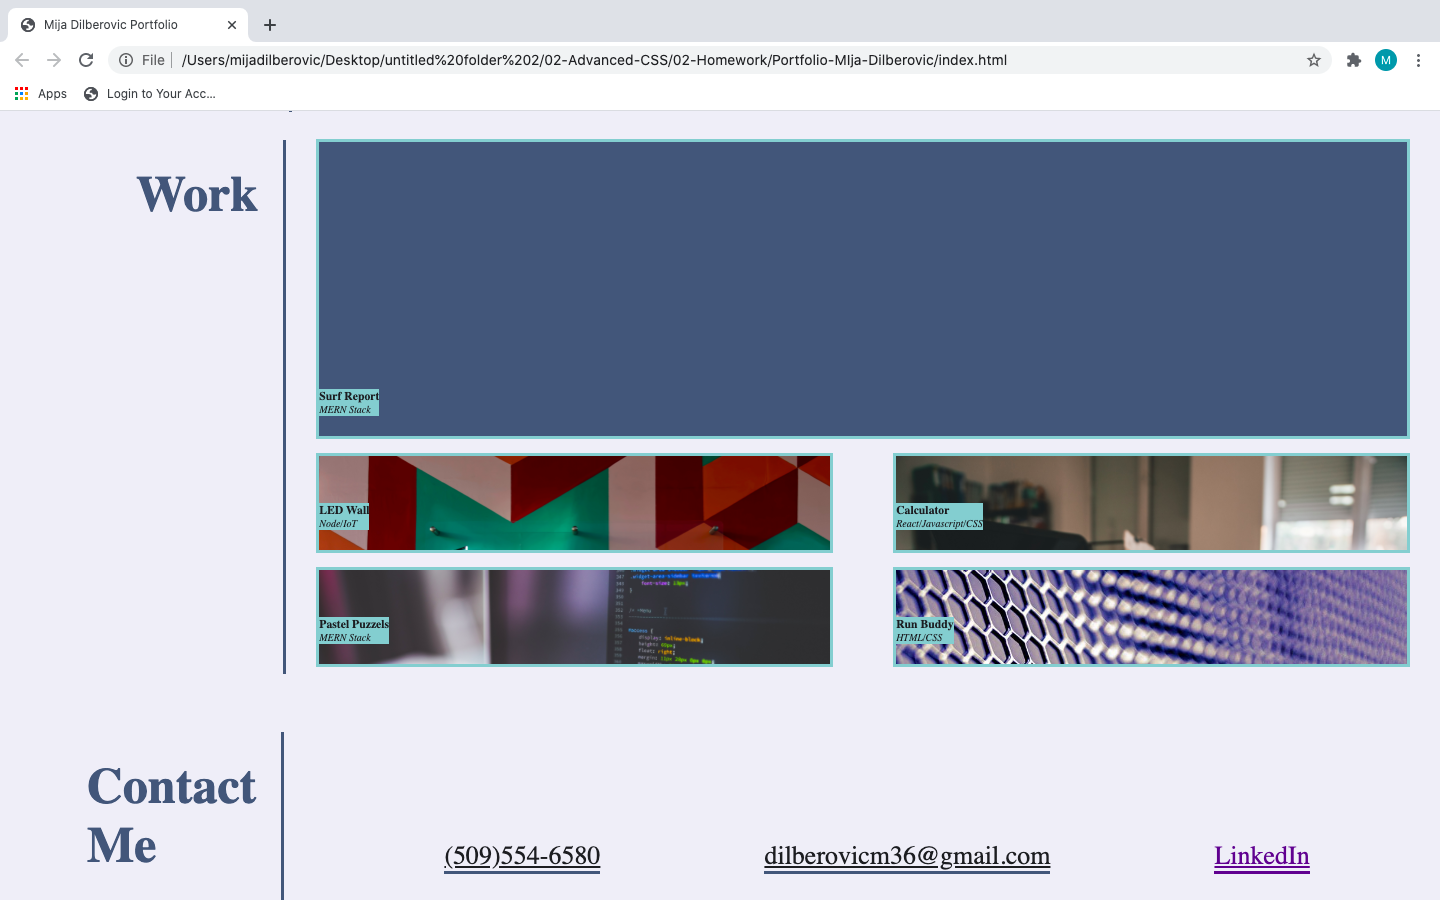 Mija Dilberovic Portfolio
File
/Users/mijadilberovic/Desktop/untitled%20folder%202/02-Advanced-CSS/02-Homework/Portfolio-MIja-Dilberovic/index.html
M
Apps
Login to Your Acc...
Work
Surf Report
MERN Stack
LED Wall
Node/IoT
Calculator
React/Javascript/CSS
Pastel Puzzels
MERN Stack
Run Buddy
HTML/CSS
Contact
Me
(509)554-6580
dilberovicm36@gmail.com
LinkedIn